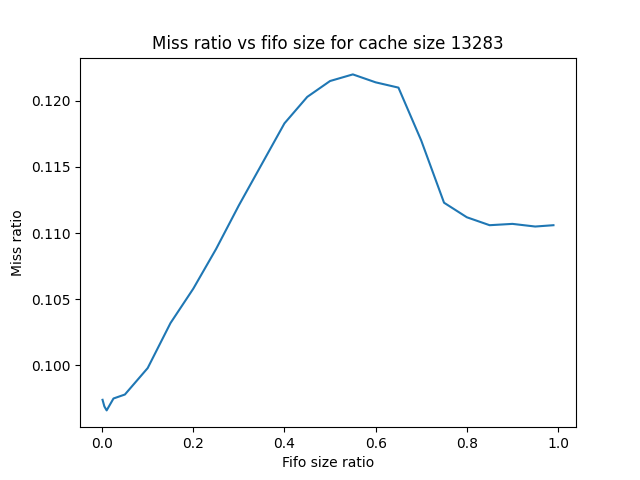 Miss ratio vs fifo size for cache size 13283
0.120
0.115
0.110
0.105
0.100
Miss ratio
0.0 0.2 0.4 0.6 0.8 1.0
Fifo size ratio